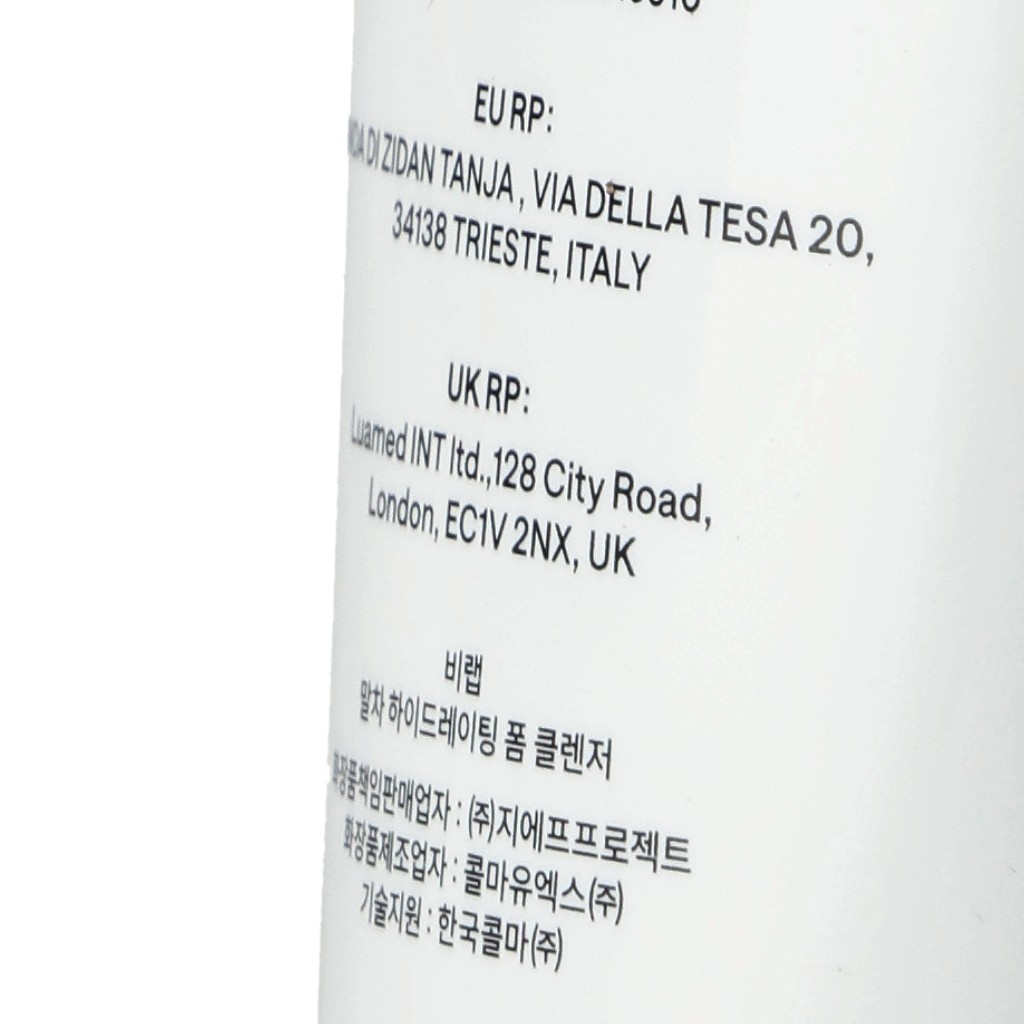 EU RP:
DI ZIDAN TANJA, VIA DELLA TESA 20,
34138 TRIESTE, ITALY
UK RP:
Luamed INT ltd.,128 City Road,
London, EC1V 2NX, UK
비랩
말차 하이드레이팅 폼 클렌저
화장품책임판매업자 : (주)지에프프로젝트
화장품제조업자 : 콜마유엑스(주)
기술지원 : 한국콜마(주)